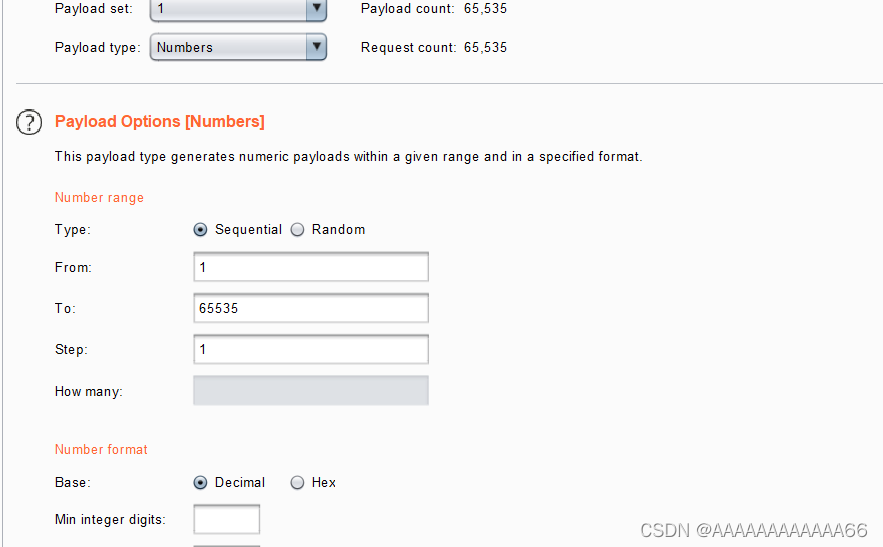 Payload set: 1 Payload count: 65,535
Payload type: Numbers Request count: 65,535
? Payload Options [Numbers]
This payload type generates numeric payloads within a given range and in a specified format.
Number range
Type: Sequential Random
From: 1
To: 65535
Step: 1
How many:
Number format
Base: Decimal Hex
Min integer digits:
CSDN @AAAAAAAAAAAA66